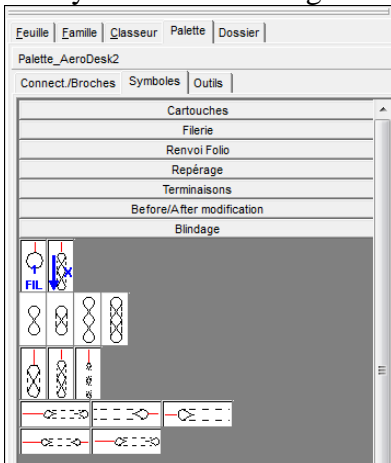 Feuille Famille Classeur Palette Dossier
Palette_AeroDesk2
Connect./Broches Symboles Outils
Cartouches
Filerie
Renvoi Folio
Repérage
Terminaisons
Before/After modification
Blindage
1 X
FIL